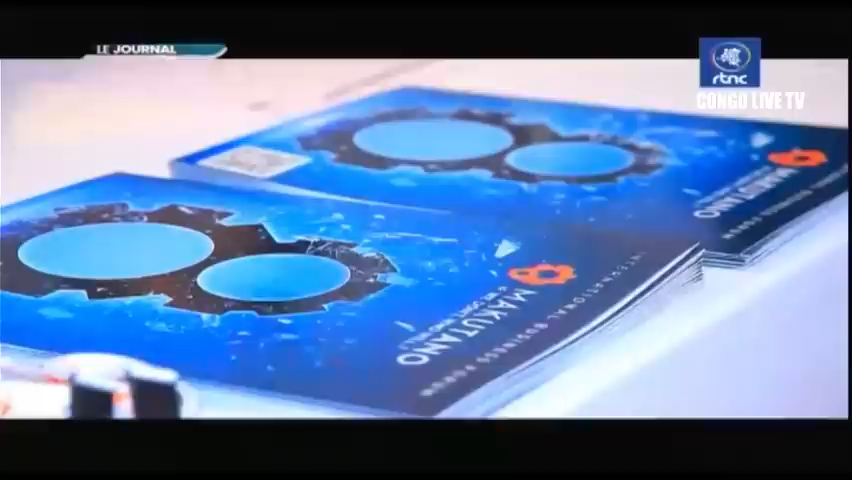 LE JOURNAL
rtnc
CONGO LIVE TV
MAKUTANO
INTERNATIONAL BUSINESS FORUM
MAKUTANO